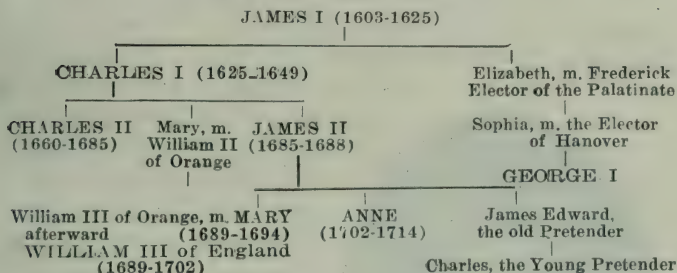 JAMES I (1603-1625)
CHARLES I (1625-1649)
Elizabeth, m. Frederick
Elector of the Palatinate
CHARLES II
(1660-1685)
Mary, m.
William II
of Orange
JAMES II
(1685-1688)
Sophia, m. the Elector
of Hanover
GEORGE I
William III of Orange, m. MARY
afterward (1689-1694)
WILLIAM III of England
(1689-1702)
ANNE
(1702-1714)
James Edward,
the old Pretender
Charles, the Young Pretender